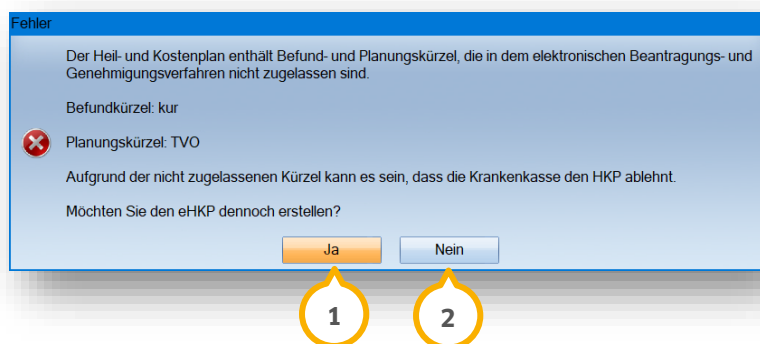 Fehler
Der Heil- und Kostenplan enthält Befund- und Planungskürzel, die in dem elektronischen Beantragungs- und
Genehmigungsverfahren nicht zugelassen sind.
Befundkürzel: kur
Planungskürzel: TVO
Aufgrund der nicht zugelassenen Kürzel kann es sein, dass die Krankenkasse den HKP ablehnt.
Möchten Sie den eHKP dennoch erstellen?
Ja Nein
1 2